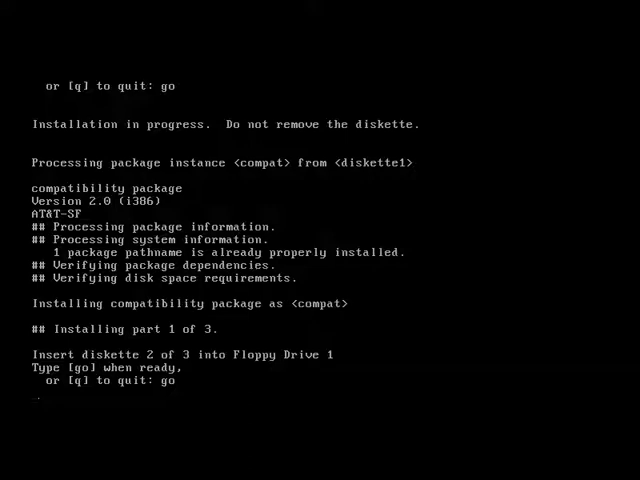 or [q] to quit: go
Installation in progress.  Do not remove the diskette.
Processing package instance <compat> from <diskette1>
compatibility package
Version 2.0 (i386)
AT&T-SF
## Processing package information.
## Processing system information.
   1 package pathname is already properly installed.
## Verifying package dependencies.
## Verifying disk space requirements.
Installing compatibility package as <compat>
## Installing part 1 of 3.
Insert diskette 2 of 3 into Floppy Drive 1
Type [go] when ready,
  or [q] to quit: go